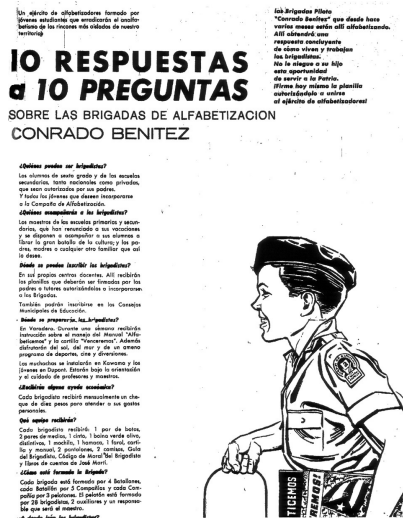 Un ejército de alfabetizadores formado por
jóvenes estudiantes que erradicarán el analfa-
betismo de los rincones más aislados de nuestro
territorio
las Brigadas Piloto
"Conrado Benítez" que desde hace
varios meses están allí alfabetizando.
Allí obtendrá una
respuesta concluyente
de cómo viven y trabajan
los brigadistas.
No le niegue a su hijo
esta oportunidad
de servir a la Patria.
¡Firme hoy mismo la planilla
autorizándolo a unirse
al ejército de alfabetizadores!
10 RESPUESTAS
a 10 PREGUNTAS
SOBRE LAS BRIGADAS DE ALFABETIZACION
CONRADO BENITEZ
¿Quiénes pueden ser brigadistas?
Los alumnos de sexto grado y de las escuelas
secundarias, tanto nacionales como privadas,
que sean autorizados por sus padres.
Y todos los jóvenes que deseen incorporarse
a la Campaña de Alfabetización.
¿Quiénes acompañarán a los brigadistas?
Los maestros de las escuelas primarias y secun-
darias, que han renunciado a sus vacaciones
y se disponen a acompañar a sus alumnos a
librar la gran batalla de la cultura; y los pa-
dres, madres o cualquier otro familiar que así
lo desee.
Dónde se pueden inscribir los brigadistas?
En sus propios centros docentes. Allí recibirán
las planillas que deberán ser firmadas por los
padres o tutores autorizándolos a incorporarse
a las Brigadas.
También podrán inscribirse en los Consejos
Municipales de Educación.
Dónde se prepararán los brigadistas?
En Varadero. Durante una semana recibirán
instrucción sobre el manejo del Manual "Alfa-
beticemos" y la cartilla "Venceremos". Además
disfrutarán del sol, del mar y de un ameno
programa de deportes, cine y diversiones.
Los muchachos se instalarán en Kawama y las
jóvenes en Dupont. Estarán bajo la orientación
y el cuidado de profesores y maestros.
¿Recibirán alguna ayuda económica?
Cada brigadista recibirá mensualmente un che-
que de diez pesos para atender a sus gastos
personales.
Qué equipo recibirán?
Cada brigadista recibirá: 1 par de botas,
2 pares de medias, 1 cinto, 1 boina verde olivo,
distintivos, 1 mochila, 1 hamaca, 1 farol, carti-
lla y manual, 2 pantalones, 2 camisas, Guía
del Brigadista, Código de Moral del Brigadista
y libros de cuentos de José Martí.
¿Cómo está formada la Brigada?
Cada brigada está formada por 4 Batallones,
cada Batallón por 5 Compañías y cada Com-
pañía por 3 pelotones. El pelotón está formado
por 28 brigadistas, 2 auxiliares y un responsa-
ble que será el maestro.
TICEMOS
REMOS!